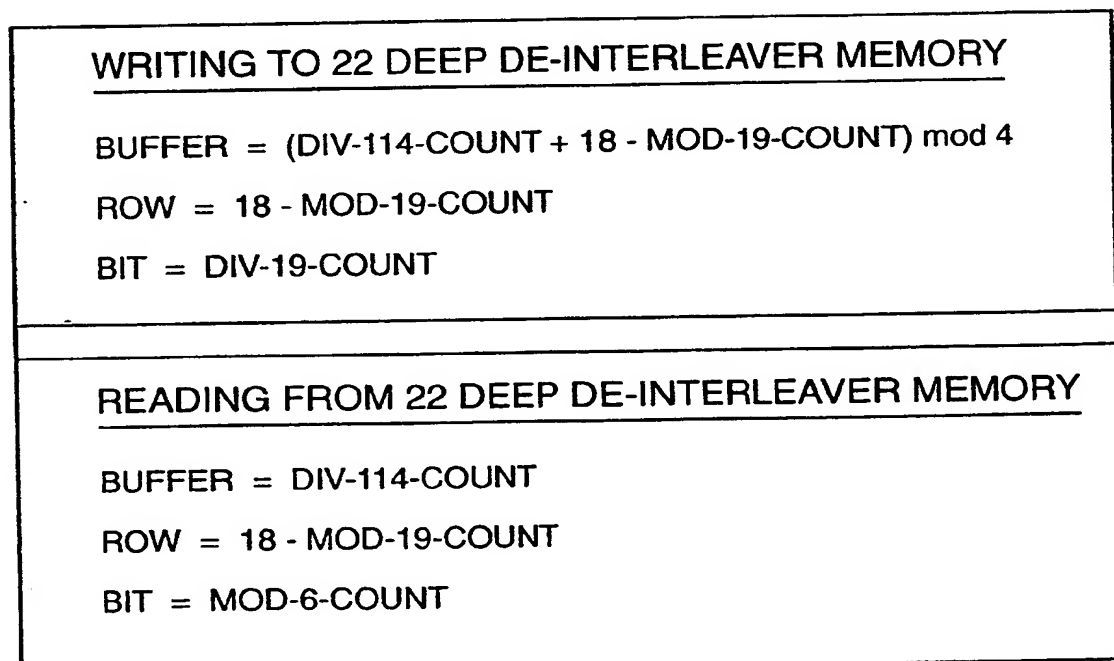 WRITING TO 22 DEEP DE-INTERLEAVER MEMORY
BUFFER = (DIV-114-COUNT + 18 - MOD-19-COUNT) mod 4
ROW = 18 - MOD-19-COUNT
BIT = DIV-19-COUNT
READING FROM 22 DEEP DE-INTERLEAVER MEMORY
BUFFER = DIV-114-COUNT
ROW = 18 - MOD-19-COUNT
BIT = MOD-6-COUNT